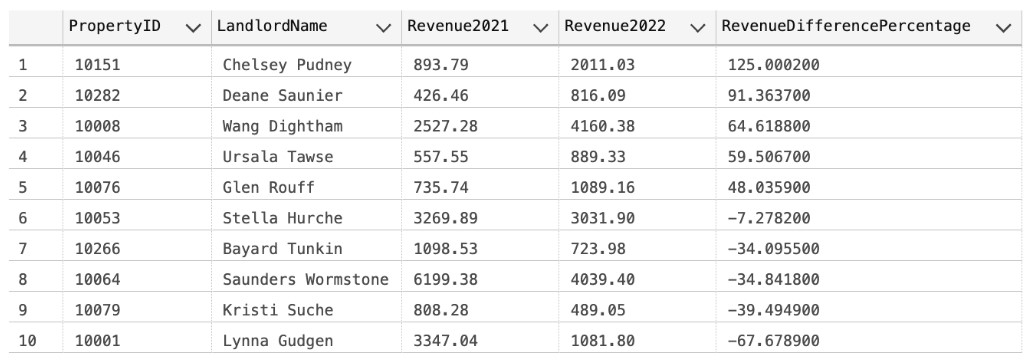 PropertyID LandlordName Revenue2021 Revenue2022 RevenueDifferencePercentage
1 10151 Chelsey Pudney 893.79 2011.03 125.000200
2 10282 Deane Saunier 426.46 816.09 91.363700
3 10008 Wang Dightham 2527.28 4160.38 64.618800
4 10046 Ursala Tawse 557.55 889.33 59.506700
5 10076 Glen Rouff 735.74 1089.16 48.035900
6 10053 Stella Hurche 3269.89 3031.90 -7.278200
7 10266 Bayard Tunkin 1098.53 723.98 -34.095500
8 10064 Saunders Wormstone 6199.38 4039.40 -34.841800
9 10079 Kristi Suche 808.28 489.05 -39.494900
10 10001 Lynna Gudgen 3347.04 1081.80 -67.678900